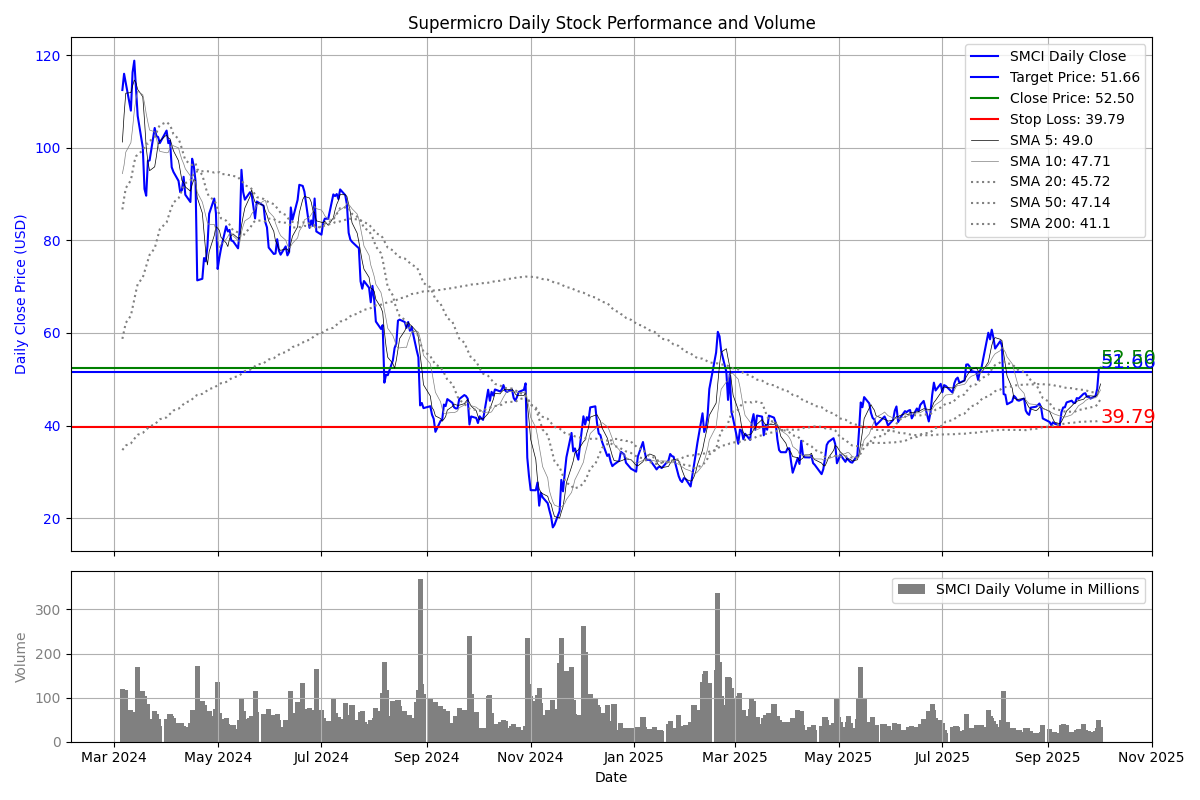 Supermicro Daily Stock Performance and Volume
Daily Close Price (USD)
120
100
80
60
40
20
SMCI Daily Close
Target Price: 51.66
Close Price: 52.50
Stop Loss: 39.79
SMA 5: 49.0
SMA 10: 47.71
SMA 20: 45.72
SMA 50: 47.14
SMA 200: 41.1
52.50
51.66
39.79
Volume
300
200
100
0
SMCI Daily Volume in Millions
Mar 2024 May 2024 Jul 2024 Sep 2024 Nov 2024 Jan 2025 Mar 2025 May 2025 Jul 2025 Sep 2025 Nov 2025
Date